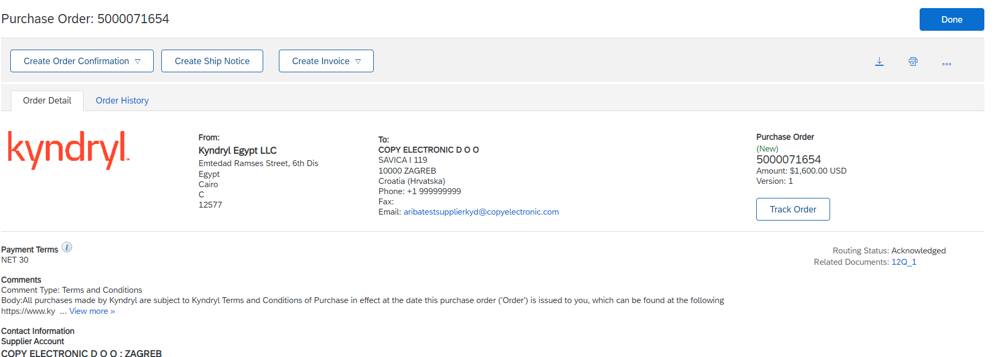 Purchase Order: 5000071654
Done
Create Order Confirmation
Create Ship Notice
Create Invoice
Order Detail
Order History
kyndryl
From:
Kyndryl Egypt LLC
Emtedad Ramses Street, 6th Dis
Egypt
Cairo
C
12577
To:
COPY ELECTRONIC D O O
SAVICA I 119
10000 ZAGREB
Croatia (Hrvatska)
Phone: +1 999999999
Fax:
Email: aribatestsupplierkyd@copyelectronic.com
Purchase Order
(New)
5000071654
Amount: $1,600.00 USD
Version: 1
Track Order
Payment Terms
NET 30
Routing Status: Acknowledged
Related Documents: 12Q_1
Comments
Comment Type: Terms and Conditions
Body:All purchases made by Kyndryl are subject to Kyndryl Terms and Conditions of Purchase in effect at the date this purchase order ('Order') is issued to you, which can be found at the following
https://www.ky ... View more »
Contact Information
Supplier Account
COPY ELECTRONIC D O O : ZAGREB